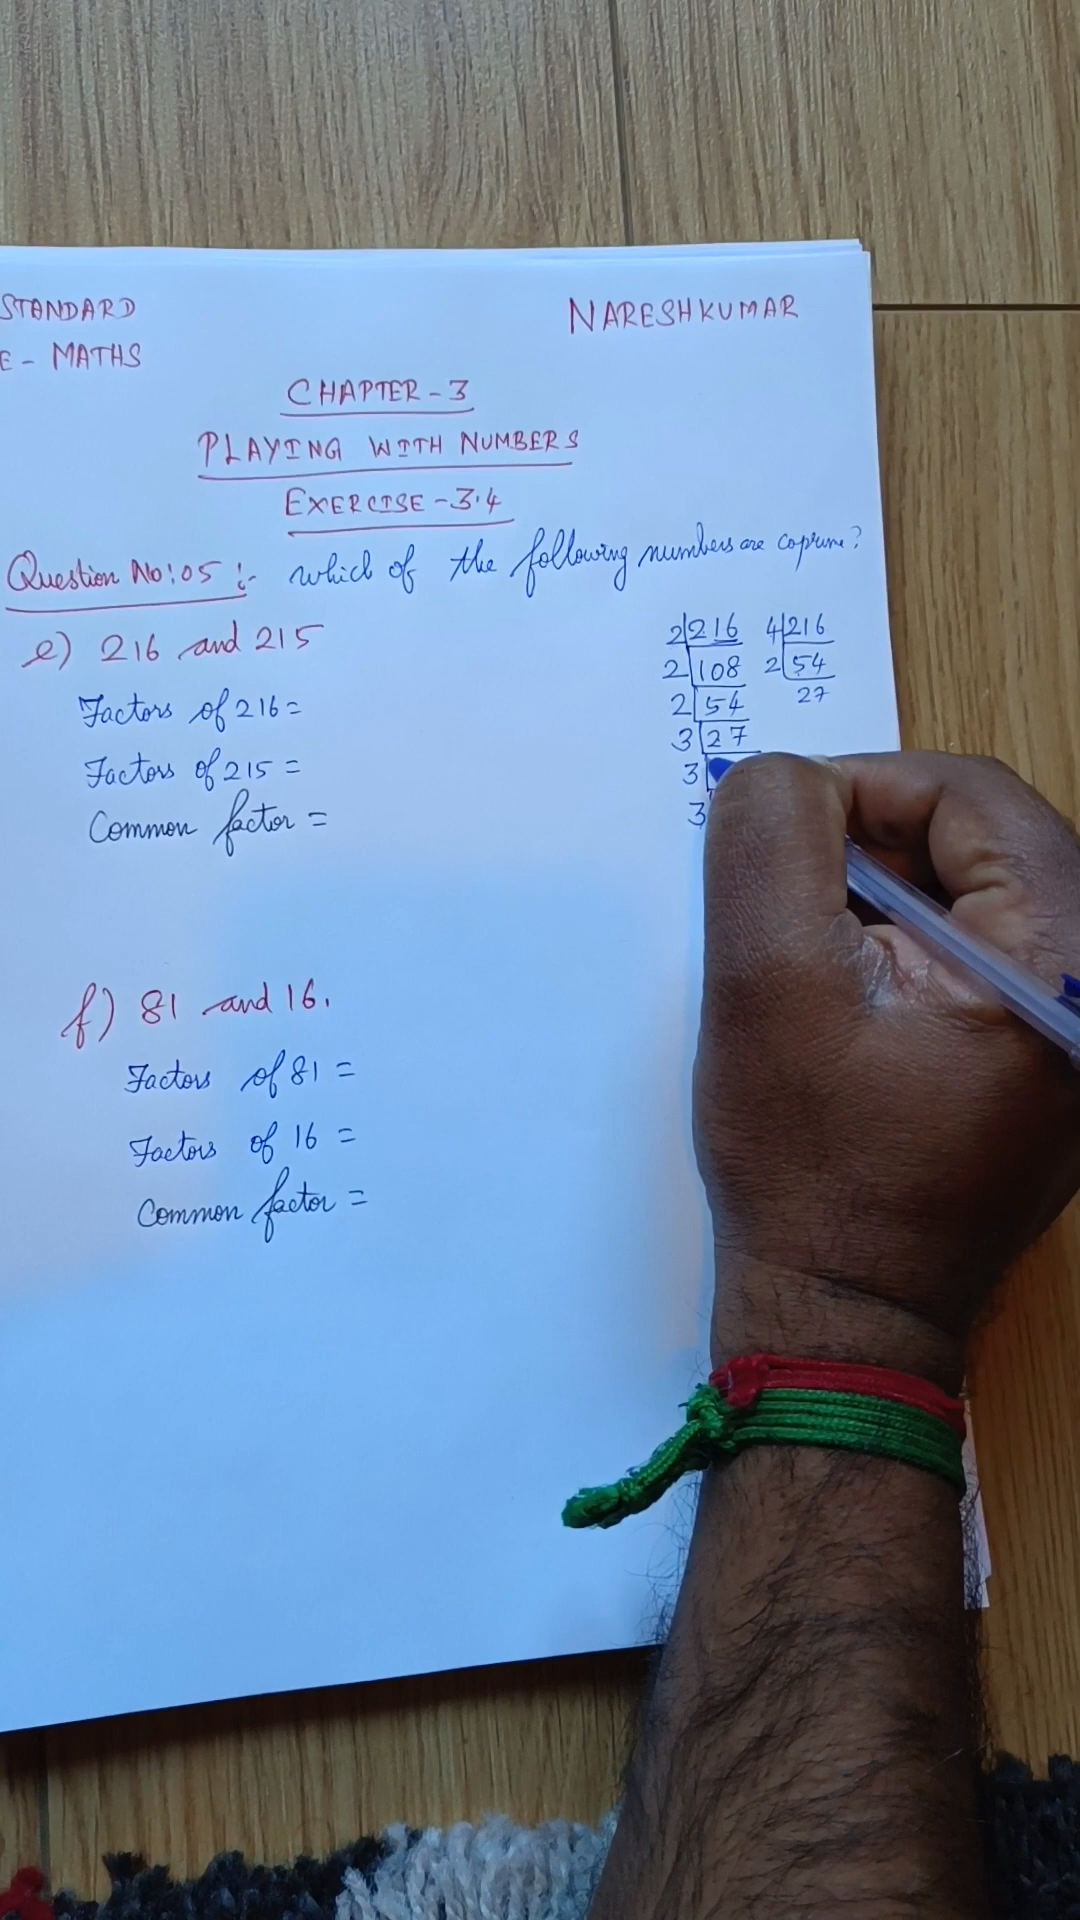 STANDARD
NARESHKUMAR
E - MATHS
CHAPTER - 3
PLAYING WITH NUMBERS
EXERCISE - 3.4
Question No: 05 :- which of the following numbers are coprime?
e) 216 and 215
Factors of 216 =
Factors of 215 =
Common factor =
2 216
2 108
2 54
3 27
3
3
4 216
2 54
27
f) 81 and 16.
Factors of 81 =
Factors of 16 =
Common factor =